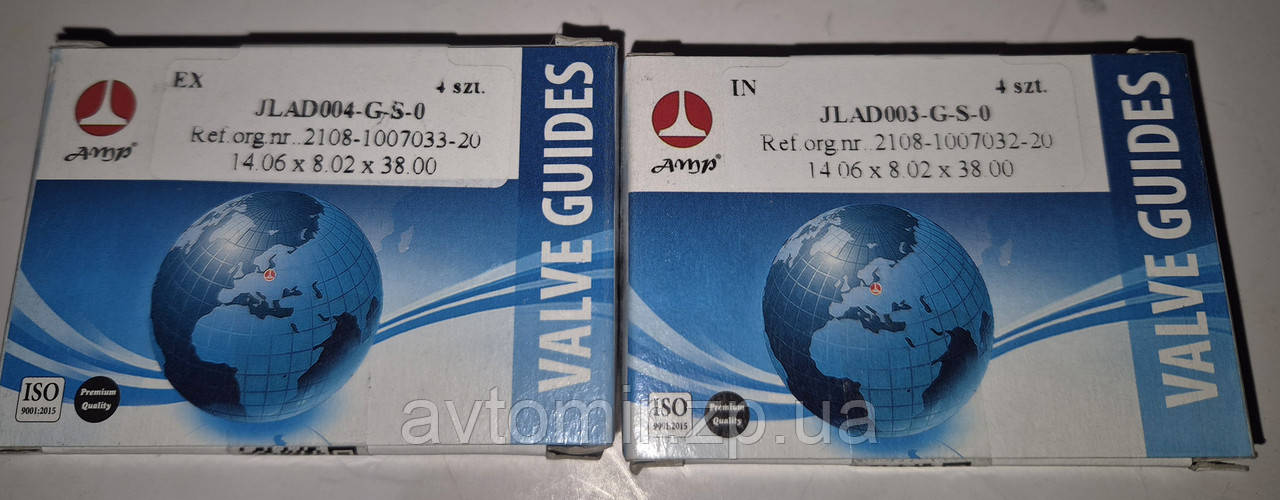 EX
4 szt.
JLAD004-G-S-0
Ref.org.nr..2108-1007033-20
14.06 x 8.02 x 38.00
AMP®
VALVE GUIDES
ISO
9001:2015
Premium
Quality
IN
4 szt.
JLAD003-G-S-0
Ref.org.nr..2108-1007032-20
14.06 x 8.02 x 38.00
AMP®
VALVE GUIDES
ISO
9001:2015
Premium
Quality
avtomir.zp.ua